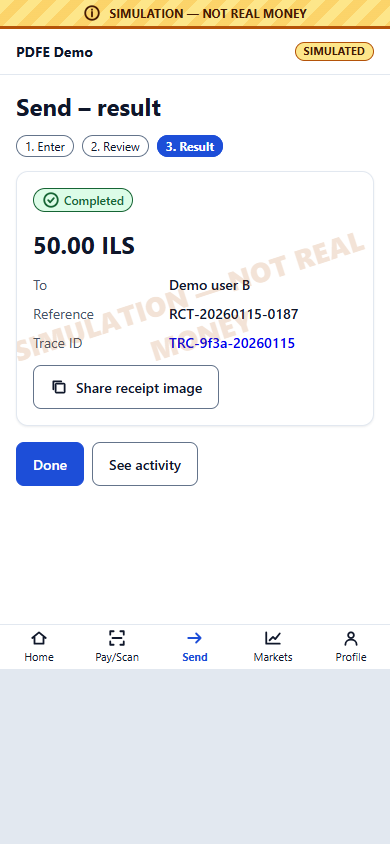 SIMULATION — NOT REAL MONEY
PDFE Demo
SIMULATED
Send – result
1. Enter
2. Review
3. Result
Completed
50.00 ILS
To Demo user B
Reference RCT-20260115-0187
Trace ID TRC-9f3a-20260115
SIMULATION — NOT REAL
MONEY
Share receipt image
Done
See activity
Home
Pay/Scan
Send
Markets
Profile